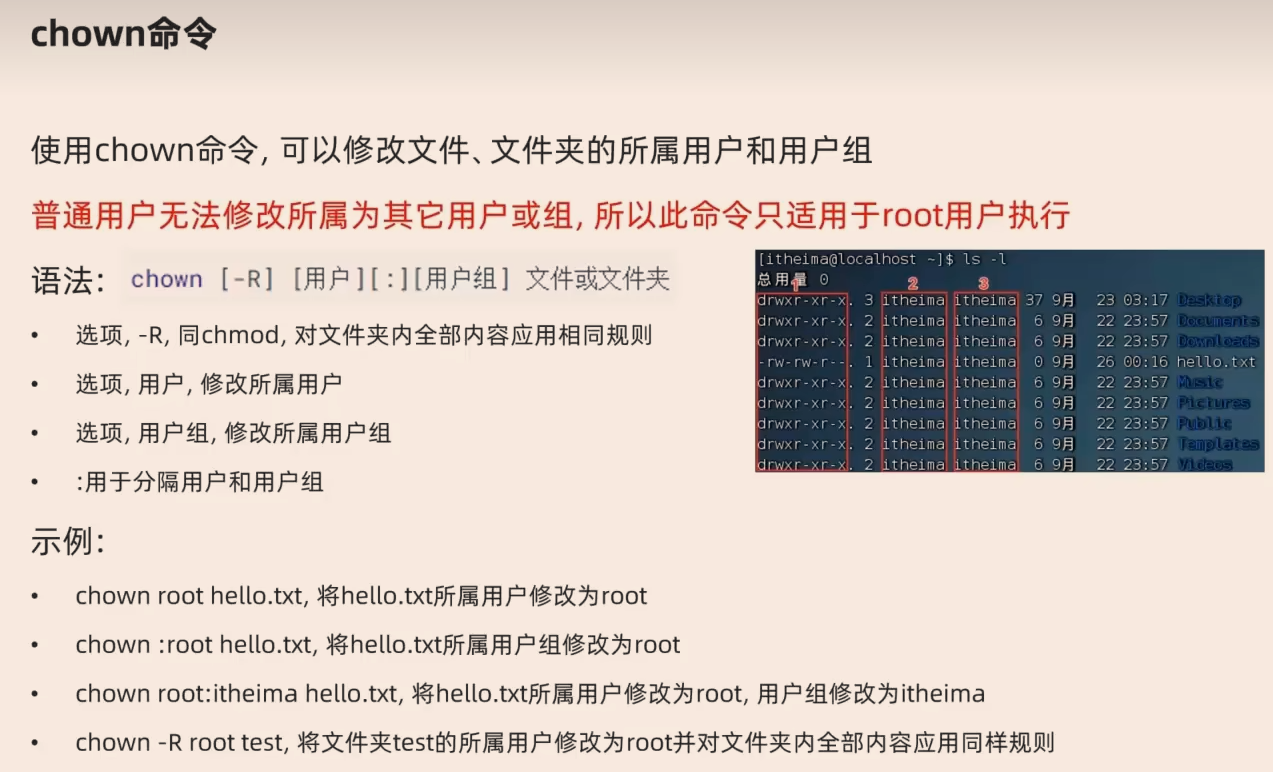 chown命令
使用chown命令, 可以修改文件、文件夹的所属用户和用户组
普通用户无法修改所属为其它用户或组, 所以此命令只适用于root用户执行
语法: chown [-R] [用户][:][用户组] 文件或文件夹
• 选项, -R, 同chmod, 对文件夹内全部内容应用相同规则
• 选项, 用户, 修改所属用户
• 选项, 用户组, 修改所属用户组
• :用于分隔用户和用户组
[itheima@localhost ~]$ ls -l
总用量 0
1 2 3
drwxr-xr-x. 3 itheima itheima 37 9月 23 03:17 Desktop
drwxr-xr-x. 2 itheima itheima 6 9月 22 23:57 Documents
drwxr-xr-x. 2 itheima itheima 6 9月 22 23:57 Downloads
-rw-rw-r--. 1 itheima itheima 0 9月 26 00:16 hello.txt
drwxr-xr-x. 2 itheima itheima 6 9月 22 23:57 Music
drwxr-xr-x. 2 itheima itheima 6 9月 22 23:57 Pictures
drwxr-xr-x. 2 itheima itheima 6 9月 22 23:57 Public
drwxr-xr-x. 2 itheima itheima 6 9月 22 23:57 Templates
drwxr-xr-x. 2 itheima itheima 6 9月 22 23:57 Videos
示例:
• chown root hello.txt, 将hello.txt所属用户修改为root
• chown :root hello.txt, 将hello.txt所属用户组修改为root
• chown root:itheima hello.txt, 将hello.txt所属用户修改为root, 用户组修改为itheima
• chown -R root test, 将文件夹test的所属用户修改为root并对文件夹内全部内容应用同样规则